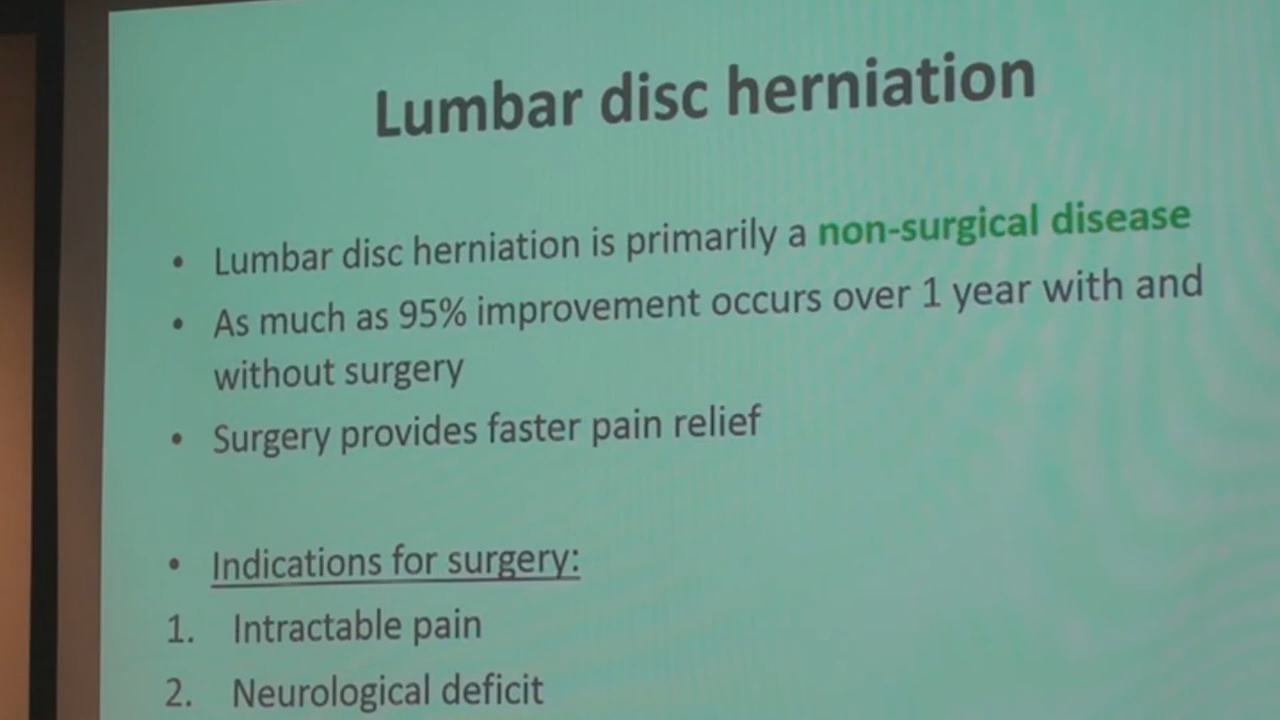 Lumbar disc herniation
• Lumbar disc herniation is primarily a non-surgical disease
• As much as 95% improvement occurs over 1 year with and
without surgery
• Surgery provides faster pain relief
• Indications for surgery:
1. Intractable pain
2. Neurological deficit